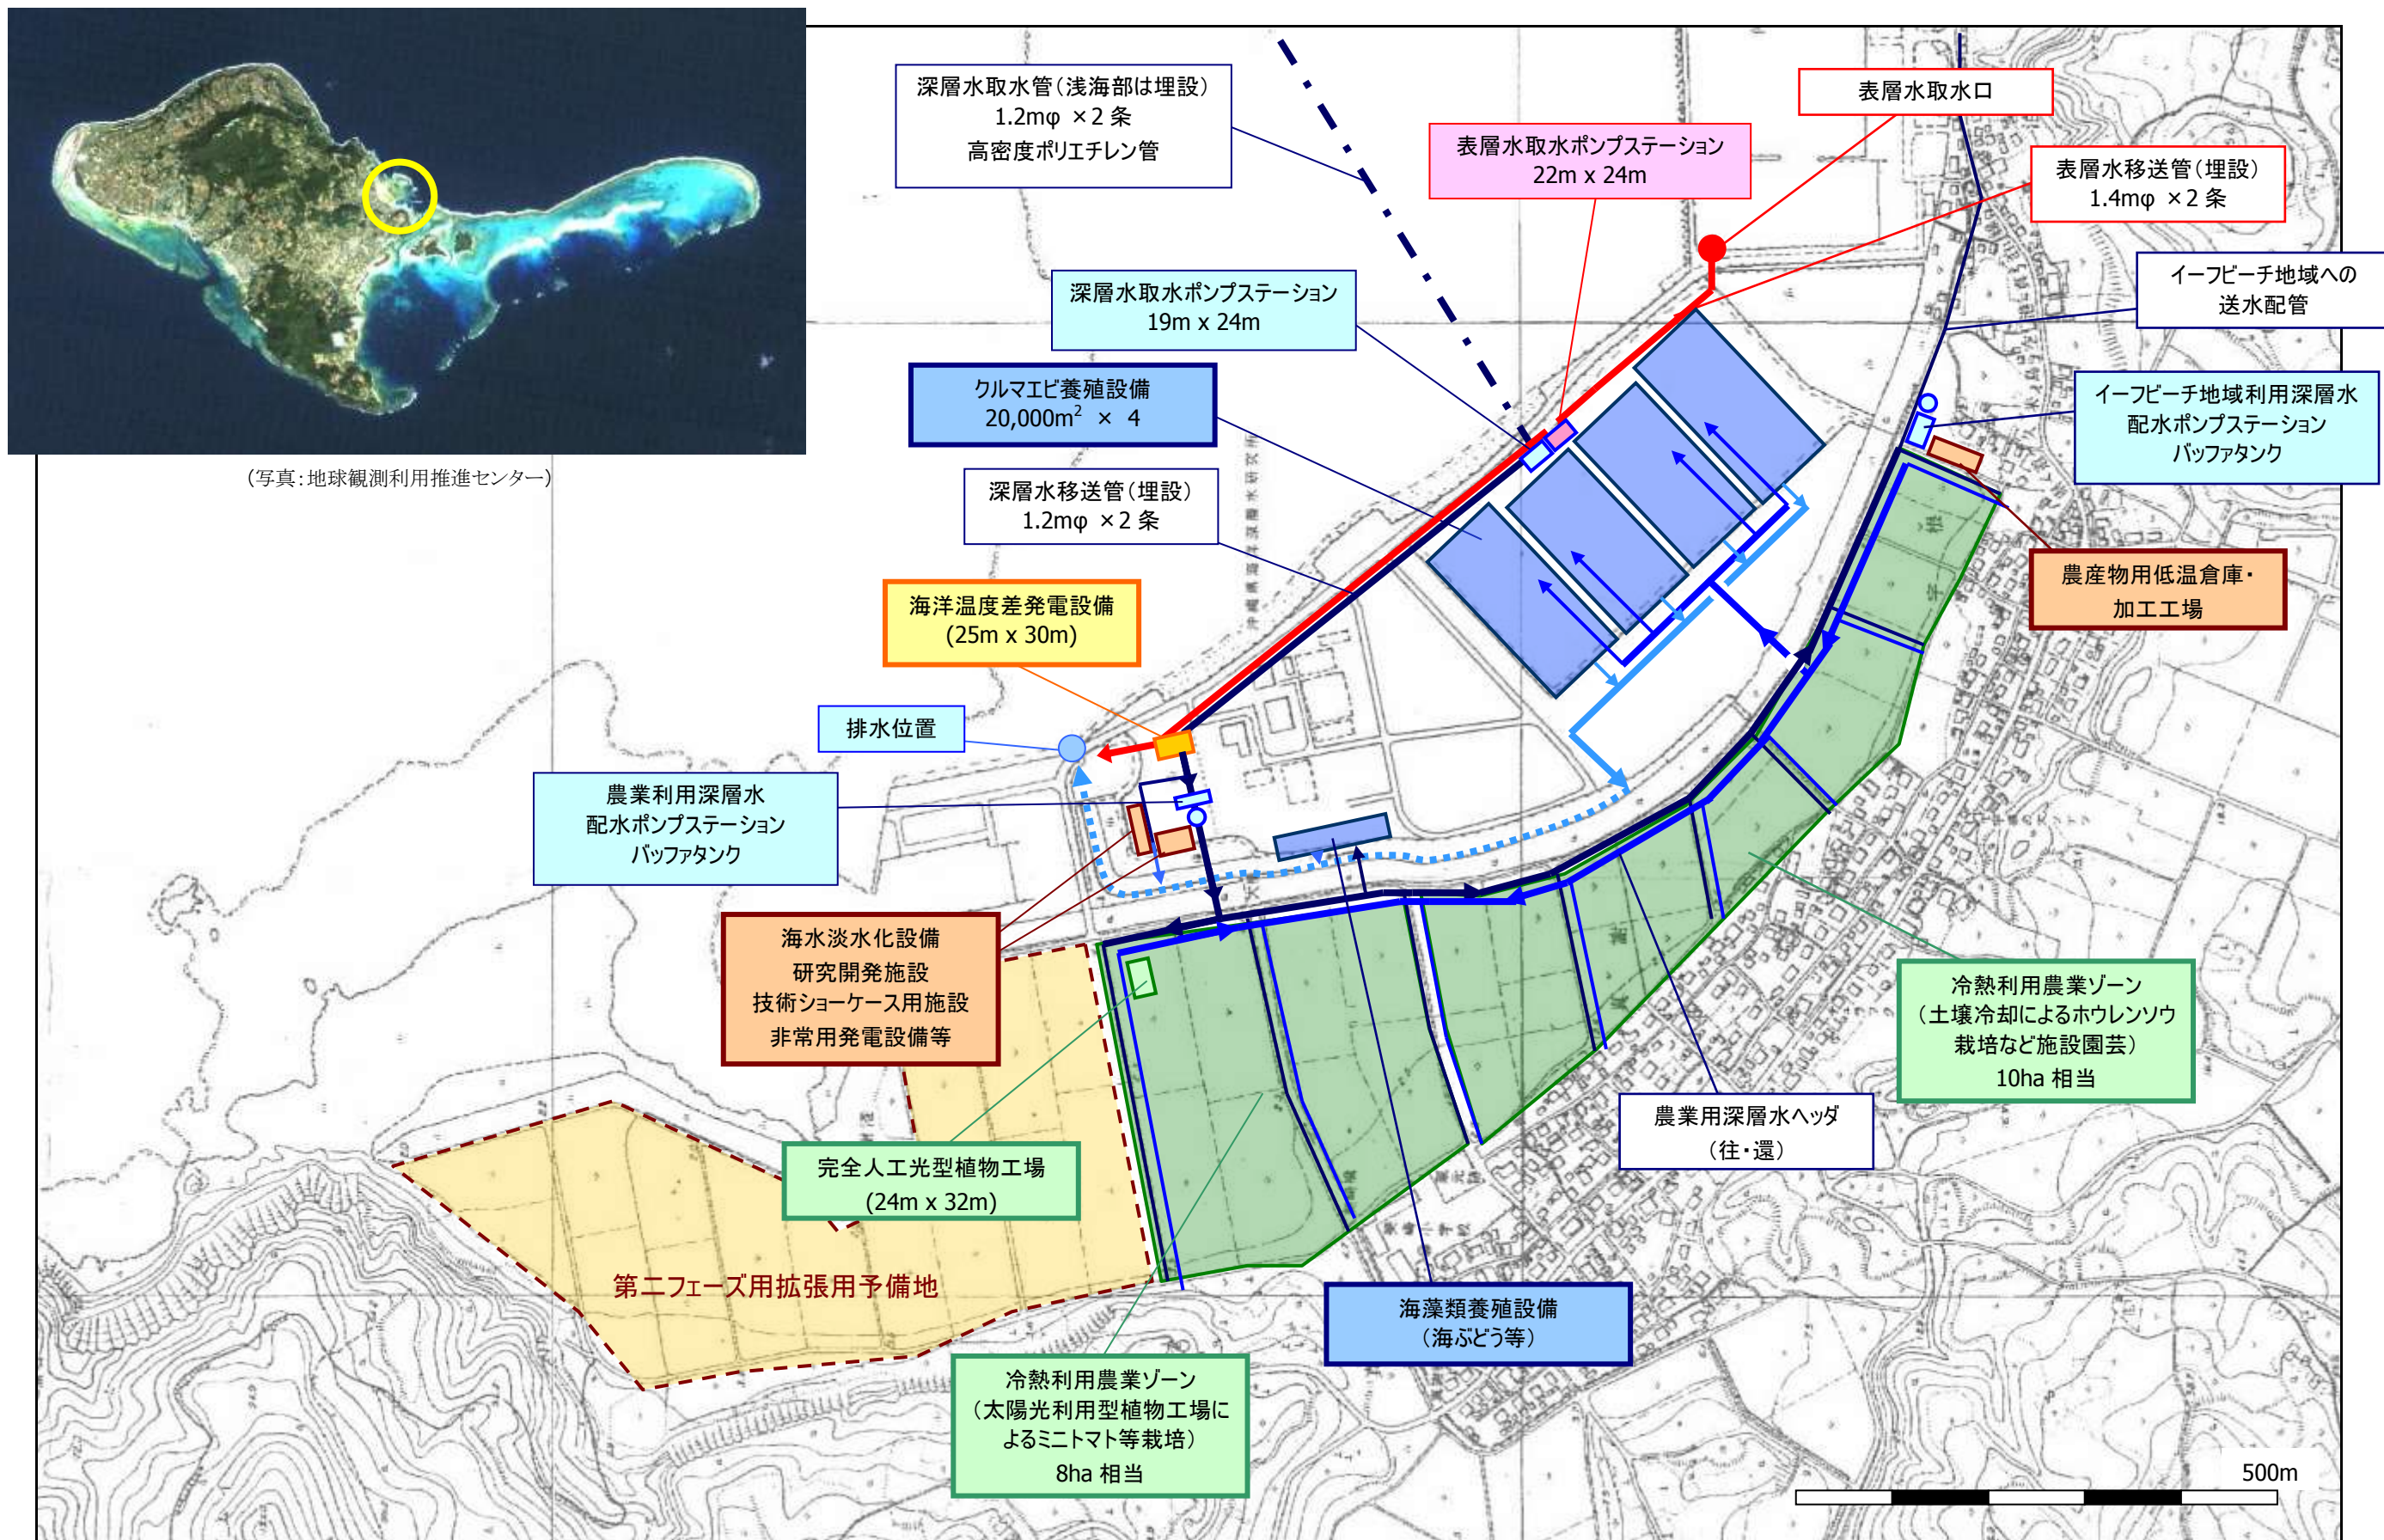 (写真:地球観測利用推進センター)
深層水取水管(浅海部は埋設)
1.2mφ ×2 条
高密度ポリエチレン管
表層水取水口
表層水取水ポンプステーション
22m x 24m
表層水移送管(埋設)
1.4mφ ×2 条
深層水取水ポンプステーション
19m x 24m
イーフビーチ地域への
送水配管
クルマエビ養殖設備
20,000m² × 4
イーフビーチ地域利用深層水
配水ポンプステーション
バッファタンク
深層水移送管(埋設)
1.2mφ ×2 条
農産物用低温倉庫・
加工工場
海洋温度差発電設備
(25m x 30m)
排水位置
農業利用深層水
配水ポンプステーション
バッファタンク
海水淡水化設備
研究開発施設
技術ショーケース用施設
非常用発電設備等
冷熱利用農業ゾーン
(土壌冷却によるホウレンソウ
栽培など施設園芸)
10ha 相当
農業用深層水ヘッダ
(往・還)
完全人工光型植物工場
(24m x 32m)
第二フェーズ用拡張用予備地
海藻類養殖設備
(海ぶどう等)
冷熱利用農業ゾーン
(太陽光利用型植物工場に
よるミニトマト等栽培)
8ha 相当
500m